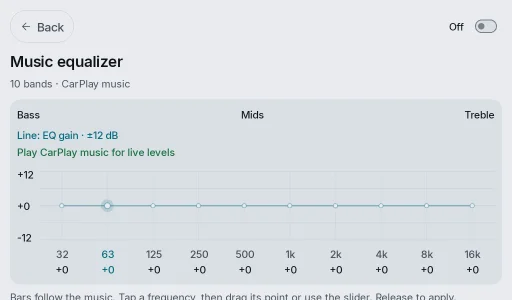 ← Back
Off
Music equalizer
10 bands · CarPlay music
Bass Mids Treble
Line: EQ gain · ±12 dB
Play CarPlay music for live levels
+12
+0
-12
32 63 125 250 500 1k 2k 4k 8k 16k
+0 +0 +0 +0 +0 +0 +0 +0 +0 +0
Bars follow the music. Tap a frequency, then drag its point or use the slider. Release to apply.